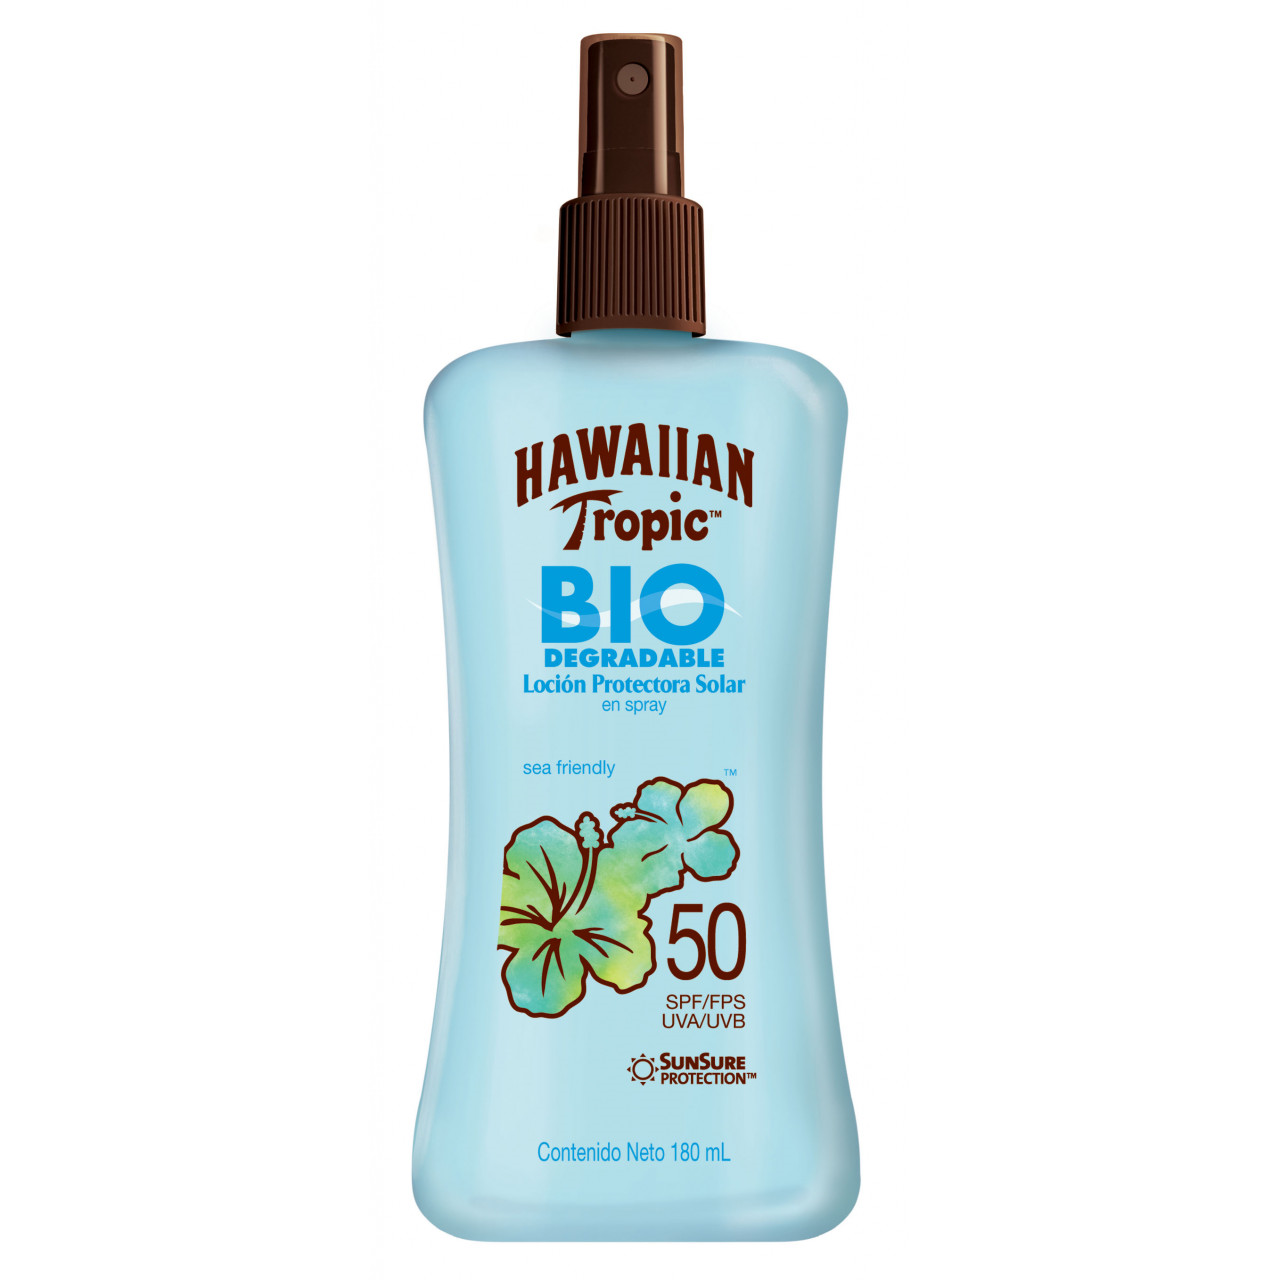 HAWAIIAN
Tropic™
BIO
DEGRADABLE
Loción Protectora Solar
en spray
sea friendly
™
50
SPF/FPS
UVA/UVB
SUNSURE
PROTECTION™
Contenido Neto 180 mL